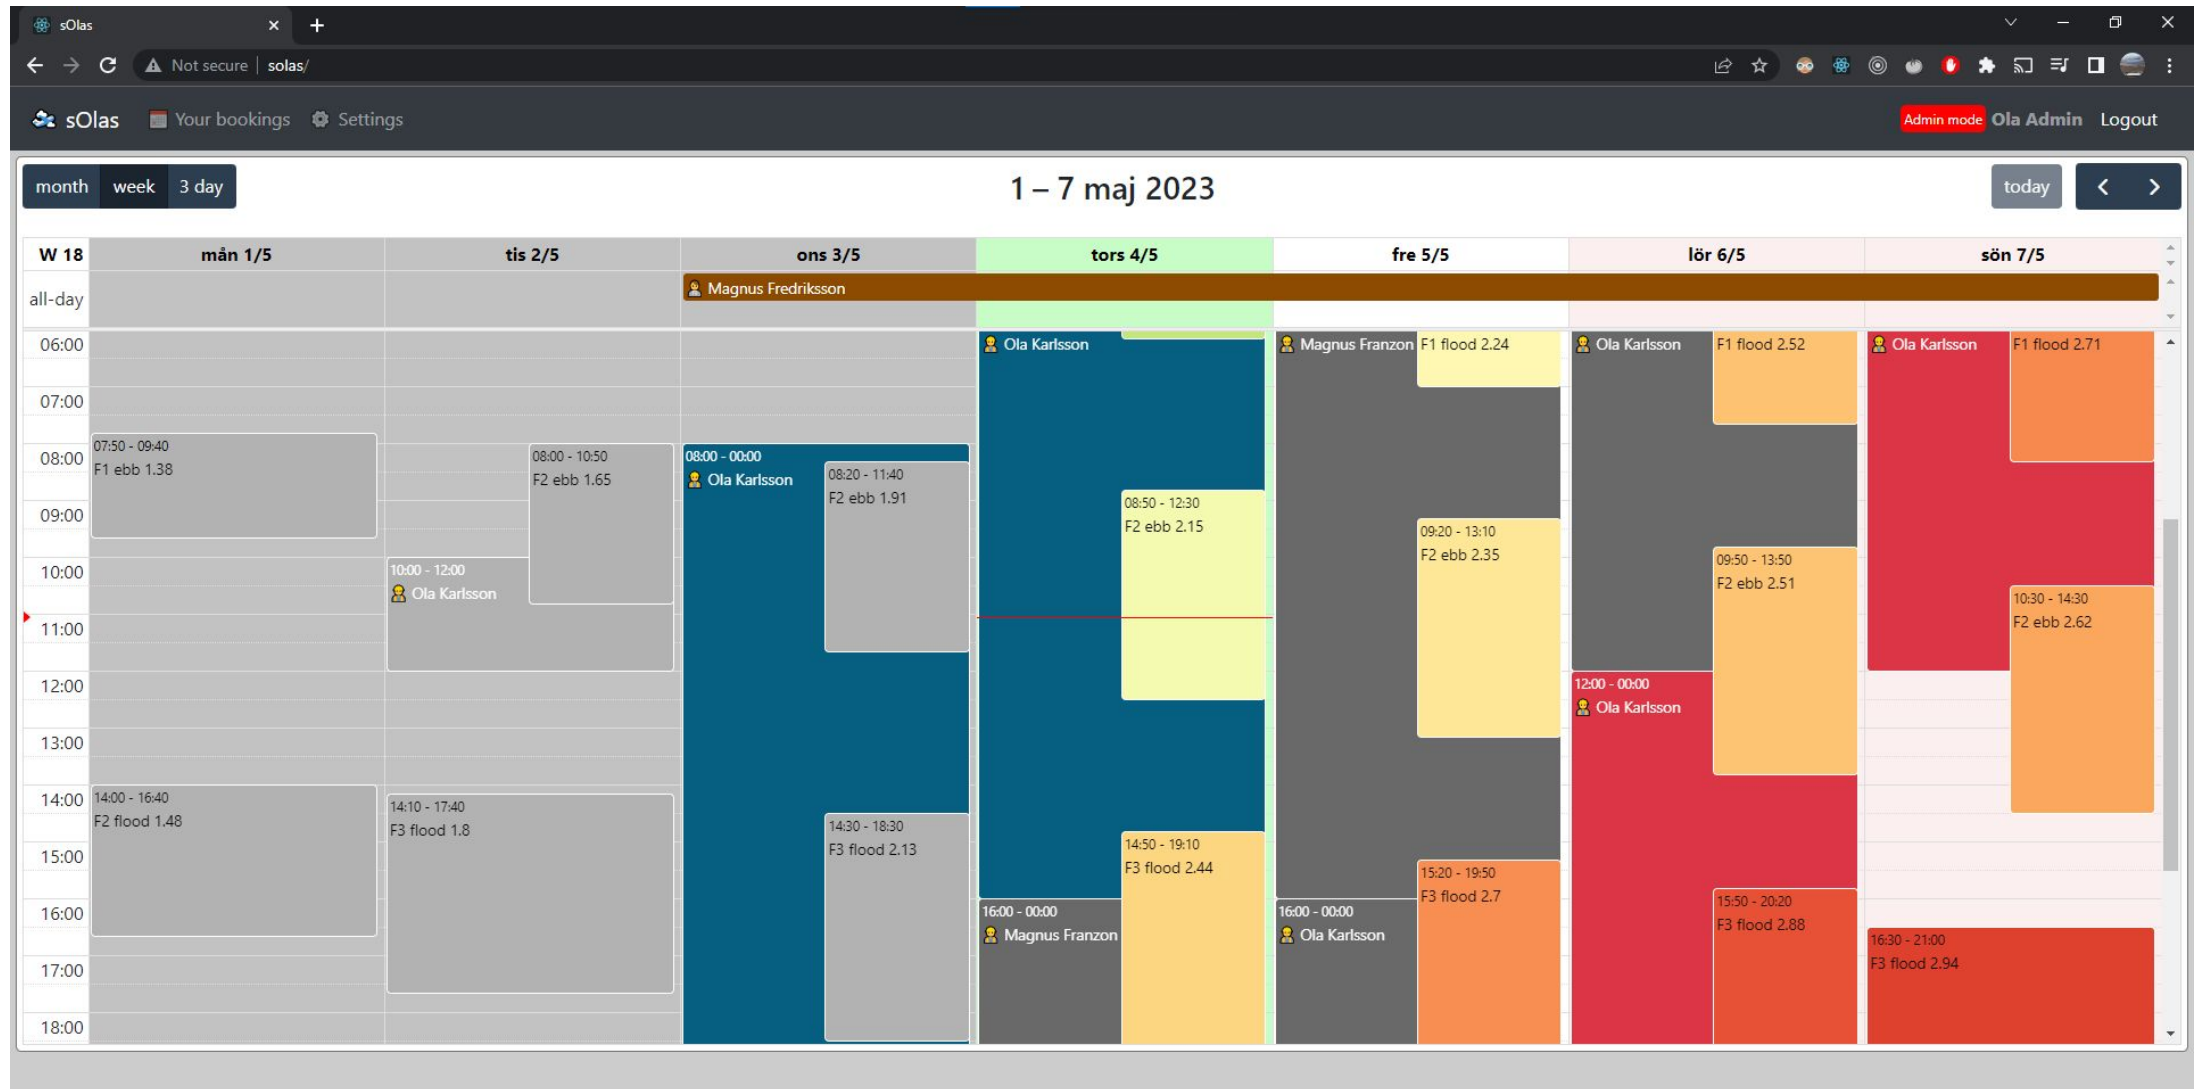 sOlas
Not secure | solas/
sOlas Your bookings Settings Admin mode Ola Admin Logout
month week 3 day 1 – 7 maj 2023 today
W 18 mån 1/5 tis 2/5 ons 3/5 tors 4/5 fre 5/5 lör 6/5 sön 7/5
all-day
Magnus Fredriksson
06:00
07:00
08:00
09:00
10:00
11:00
12:00
13:00
14:00
15:00
16:00
17:00
18:00
07:50 - 09:40
F1 ebb 1.38
14:00 - 16:40
F2 flood 1.48
08:00 - 10:50
F2 ebb 1.65
10:00 - 12:00
Ola Karlsson
14:10 - 17:40
F3 flood 1.8
08:00 - 00:00
Ola Karlsson
08:20 - 11:40
F2 ebb 1.91
14:30 - 18:30
F3 flood 2.13
Ola Karlsson
08:50 - 12:30
F2 ebb 2.15
14:50 - 19:10
F3 flood 2.44
16:00 - 00:00
Magnus Franzon
Magnus Franzon
F1 flood 2.24
09:20 - 13:10
F2 ebb 2.35
15:20 - 19:50
F3 flood 2.7
16:00 - 00:00
Ola Karlsson
Ola Karlsson
F1 flood 2.52
09:50 - 13:50
F2 ebb 2.51
12:00 - 00:00
Ola Karlsson
15:50 - 20:20
F3 flood 2.88
Ola Karlsson
F1 flood 2.71
10:30 - 14:30
F2 ebb 2.62
16:30 - 21:00
F3 flood 2.94